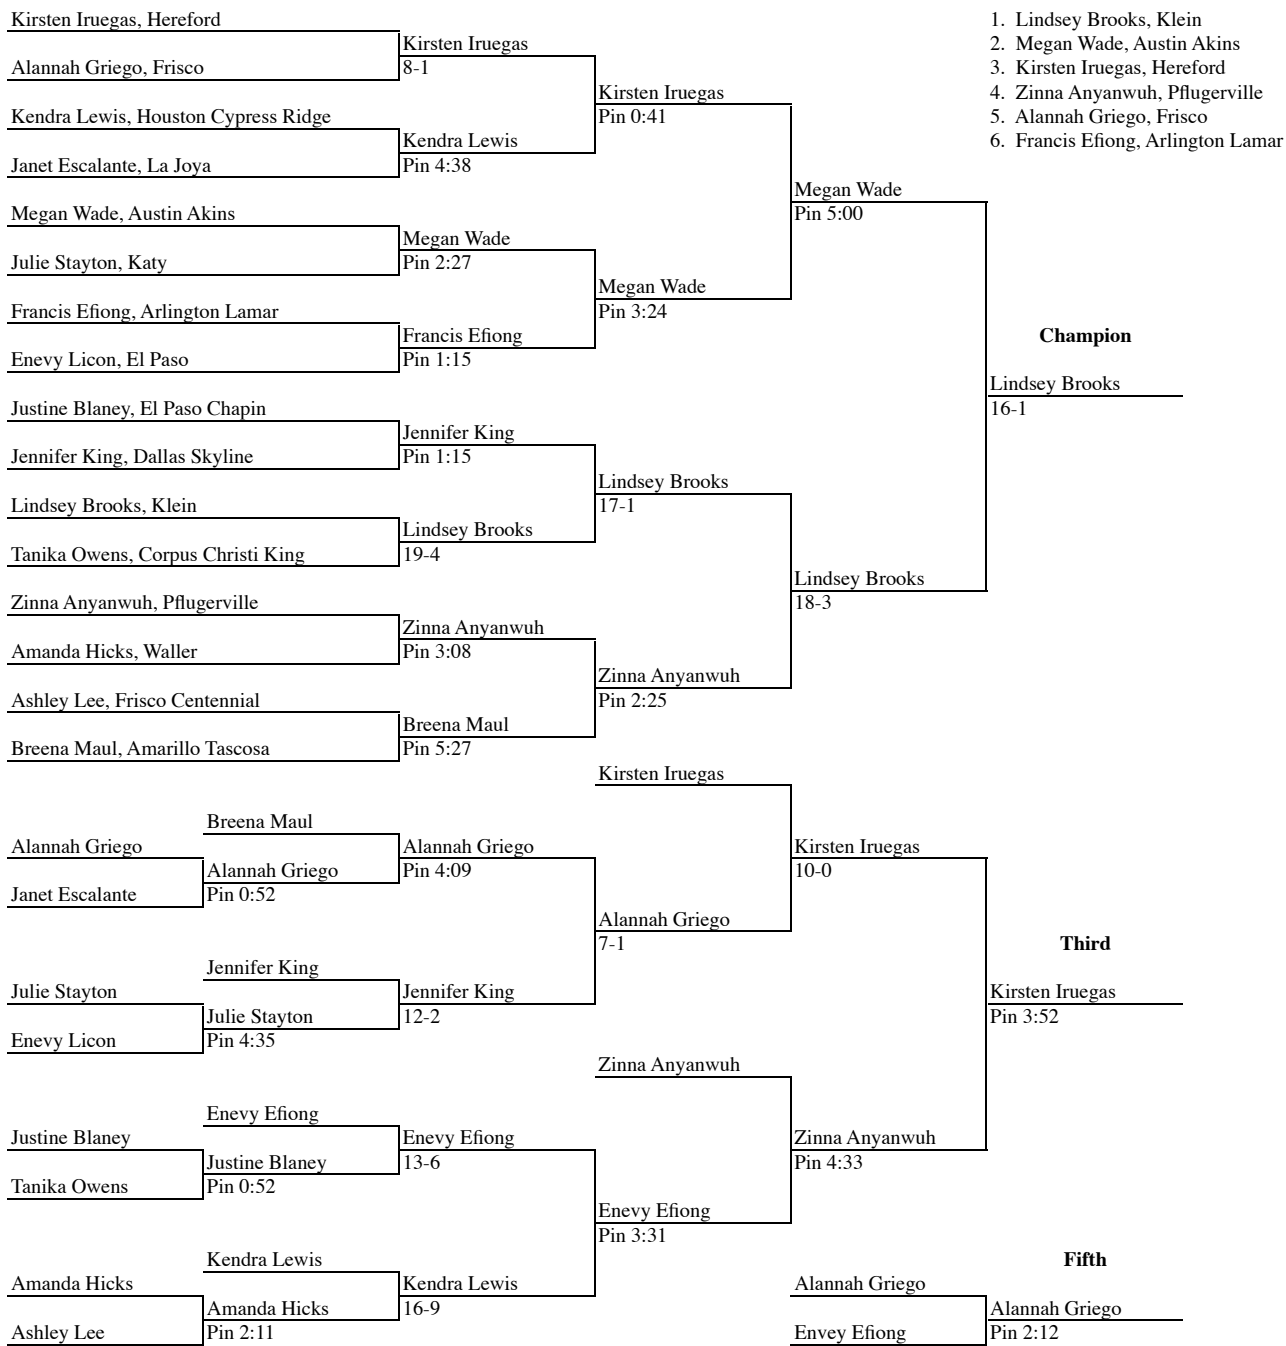 Kirsten Iruegas, Hereford
Kirsten Iruegas
Alannah Griego, Frisco
8-1
Kirsten Iruegas
Pin 0:41
Kendra Lewis, Houston Cypress Ridge
Kendra Lewis
Janet Escalante, La Joya
Pin 4:38
Megan Wade
Pin 5:00
Megan Wade, Austin Akins
Megan Wade
Julie Stayton, Katy
Pin 2:27
Megan Wade
Pin 3:24
Francis Efiong, Arlington Lamar
Francis Efiong
Enevy Licon, El Paso
Pin 1:15
1. Lindsey Brooks, Klein
2. Megan Wade, Austin Akins
3. Kirsten Iruegas, Hereford
4. Zinna Anyanwuh, Pflugerville
5. Alannah Griego, Frisco
6. Francis Efiong, Arlington Lamar
Champion
Lindsey Brooks
16-1
Justine Blaney, El Paso Chapin
Jennifer King
Jennifer King, Dallas Skyline
Pin 1:15
Lindsey Brooks
17-1
Lindsey Brooks, Klein
Lindsey Brooks
Tanika Owens, Corpus Christi King
19-4
Lindsey Brooks
18-3
Zinna Anyanwuh, Pflugerville
Zinna Anyanwuh
Amanda Hicks, Waller
Pin 3:08
Zinna Anyanwuh
Pin 2:25
Ashley Lee, Frisco Centennial
Breena Maul
Breena Maul, Amarillo Tascosa
Pin 5:27
Kirsten Iruegas
Breena Maul
Alannah Griego
Alannah Griego
Kirsten Iruegas
Alannah Griego
Pin 4:09
10-0
Janet Escalante
Pin 0:52
Alannah Griego
7-1
Third
Jennifer King
Julie Stayton
Jennifer King
Kirsten Iruegas
Julie Stayton
12-2
Pin 3:52
Enevy Licon
Pin 4:35
Zinna Anyanwuh
Enevy Efiong
Justine Blaney
Enevy Efiong
Zinna Anyanwuh
Justine Blaney
13-6
Pin 4:33
Tanika Owens
Pin 0:52
Enevy Efiong
Pin 3:31
Kendra Lewis
Fifth
Amanda Hicks
Kendra Lewis
Alannah Griego
Amanda Hicks
16-9
Alannah Griego
Ashley Lee
Pin 2:11
Envey Efiong
Pin 2:12